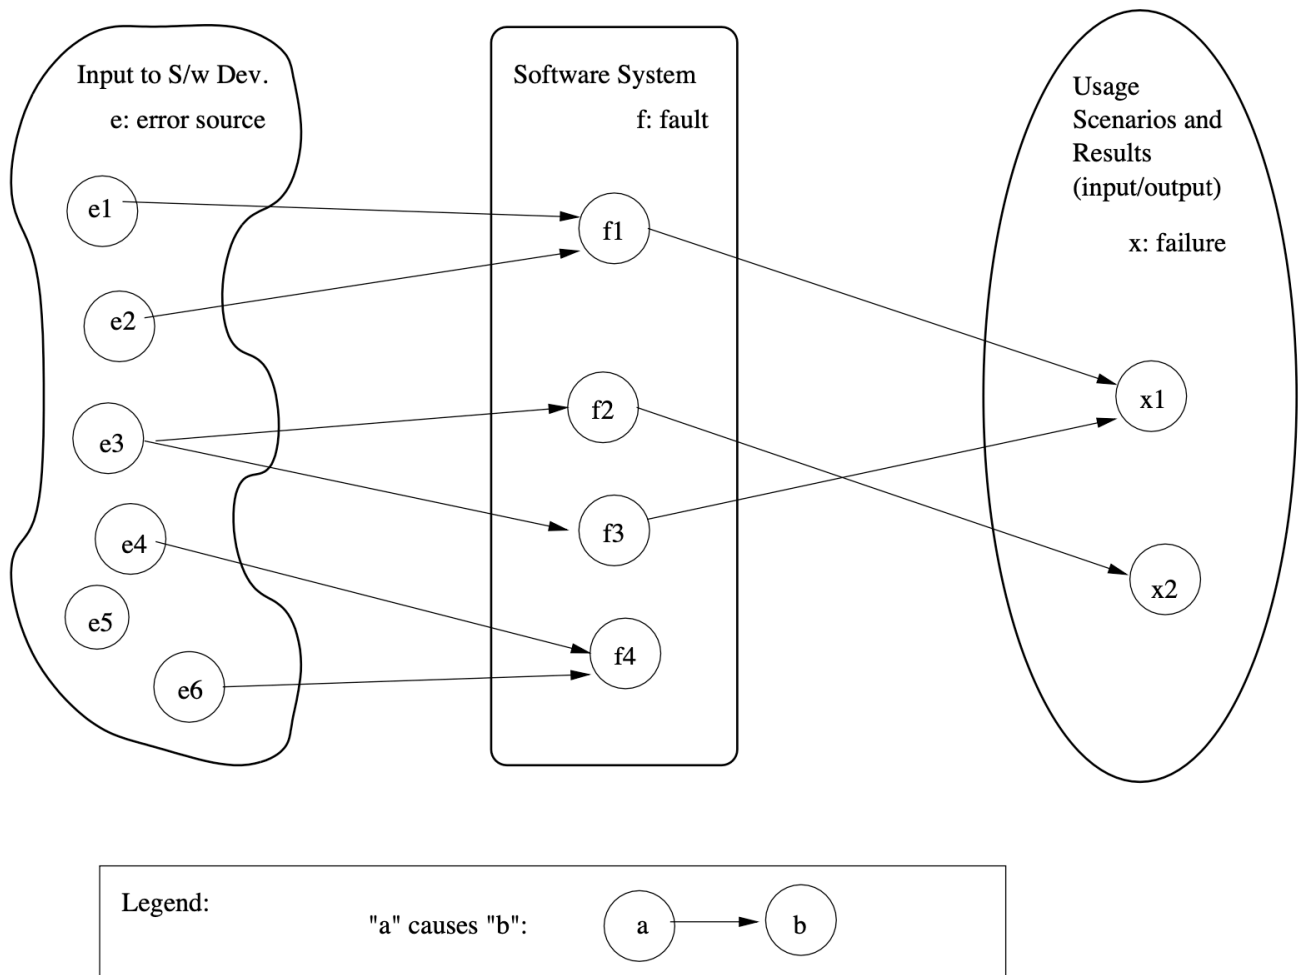 Input to S/w Dev.
e: error source
e1
e2
e3
e4
e5
e6
Software System
f: fault
f1
f2
f3
f4
Usage
Scenarios and
Results
(input/output)
x: failure
x1
x2
Legend:
"a" causes "b":
a
b